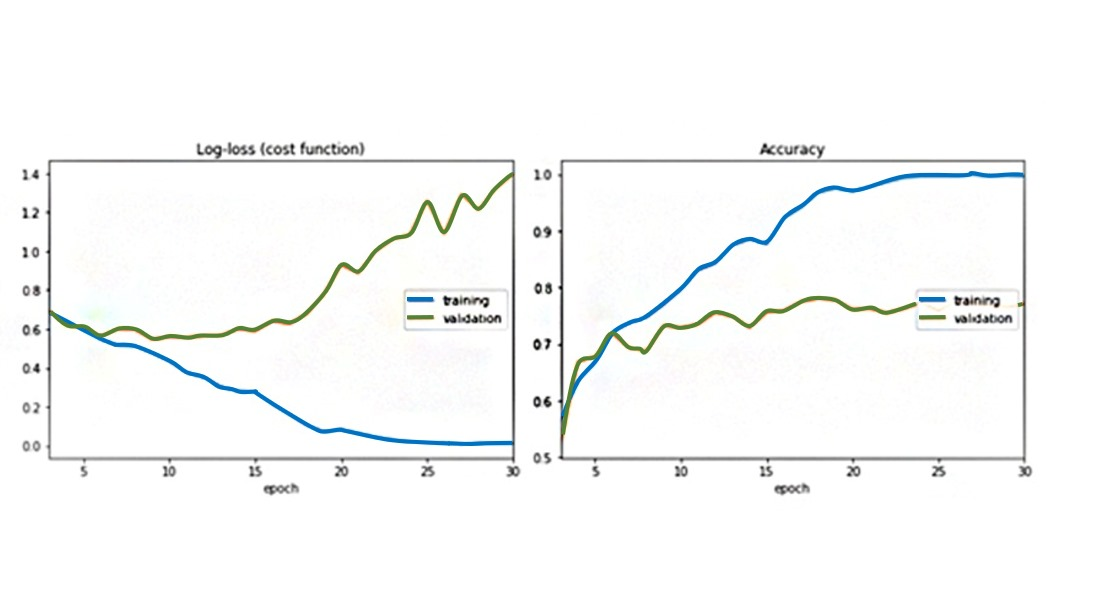 Log-loss (cost function)
1.4
1.2
1.0
0.8
0.6
0.4
0.2
0.0
training
validation
5 10 15 20 25 30
epoch
Accuracy
1.0
0.9
0.8
0.7
0.6
0.5
training
validation
5 10 15 20 25 30
epoch